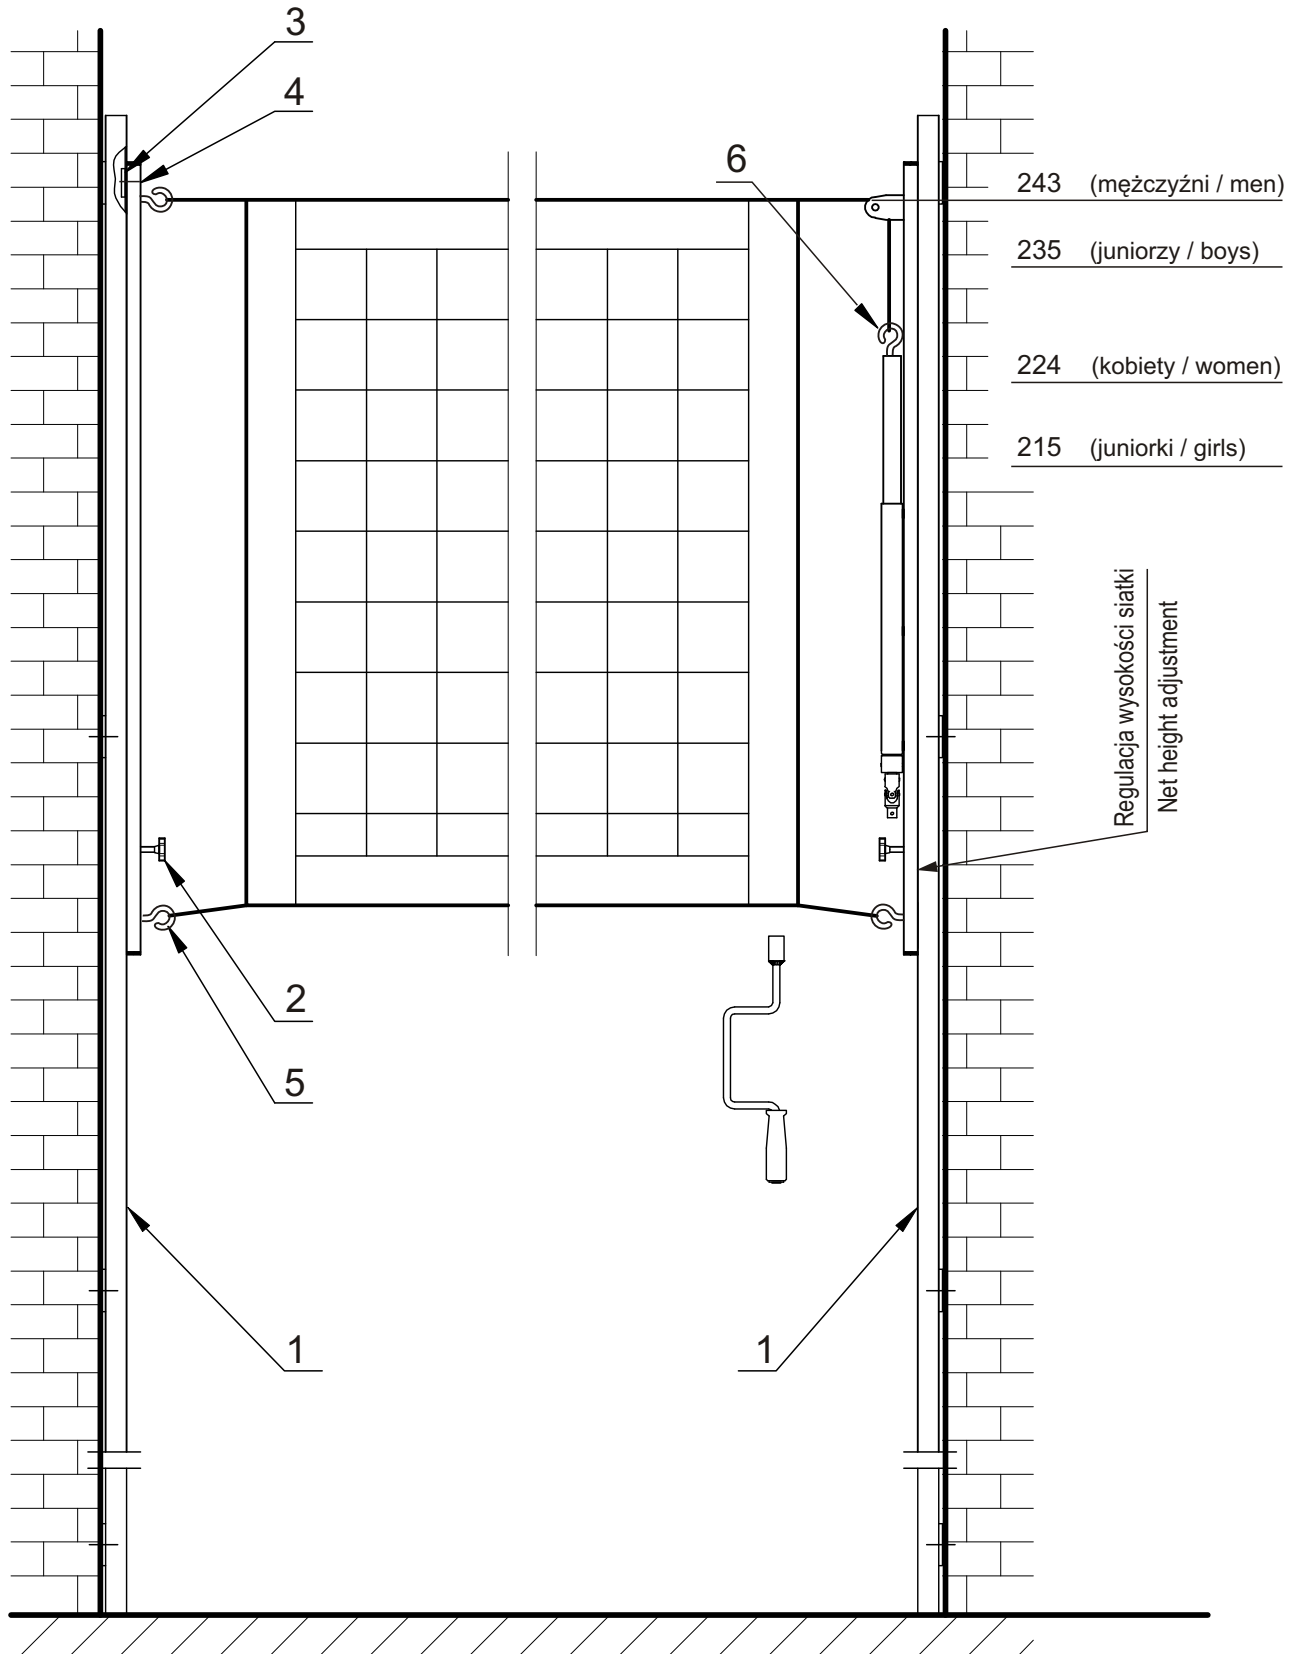 3
4
6
243 (mężczyźni / men)
235 (juniorzy / boys)
224 (kobiety / women)
215 (juniorki / girls)
Regulacja wysokości siatki
Net height adjustment
2
5
1
1